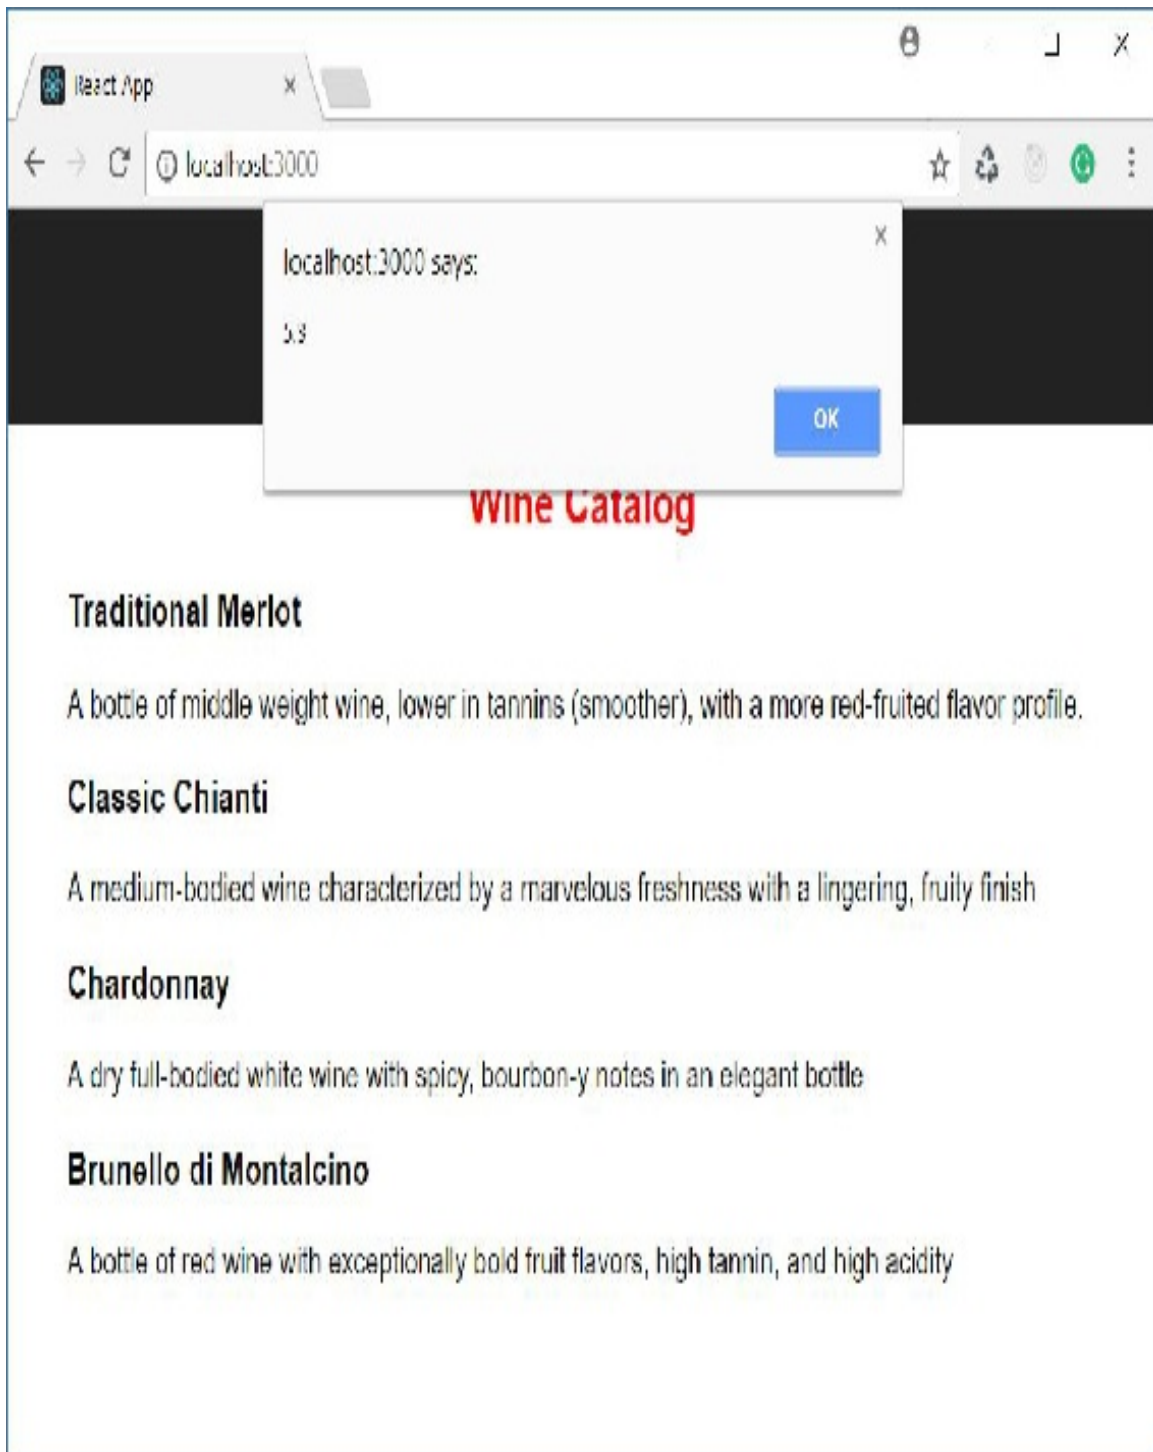 React App
localhost:3000
localhost:3000 says:
OK
Wine Catalog
Traditional Merlot
A bottle of middle weight wine, lower in tannins (smoother), with a more red-fruited flavor profile.
Classic Chianti
A medium-bodied wine characterized by a marvelous freshness with a lingering, fruity finish
Chardonnay
A dry full-bodied white wine with spicy, bourbon-y notes in an elegant bottle
Brunello di Montalcino
A bottle of red wine with exceptionally bold fruit flavors, high tannin, and high acidity